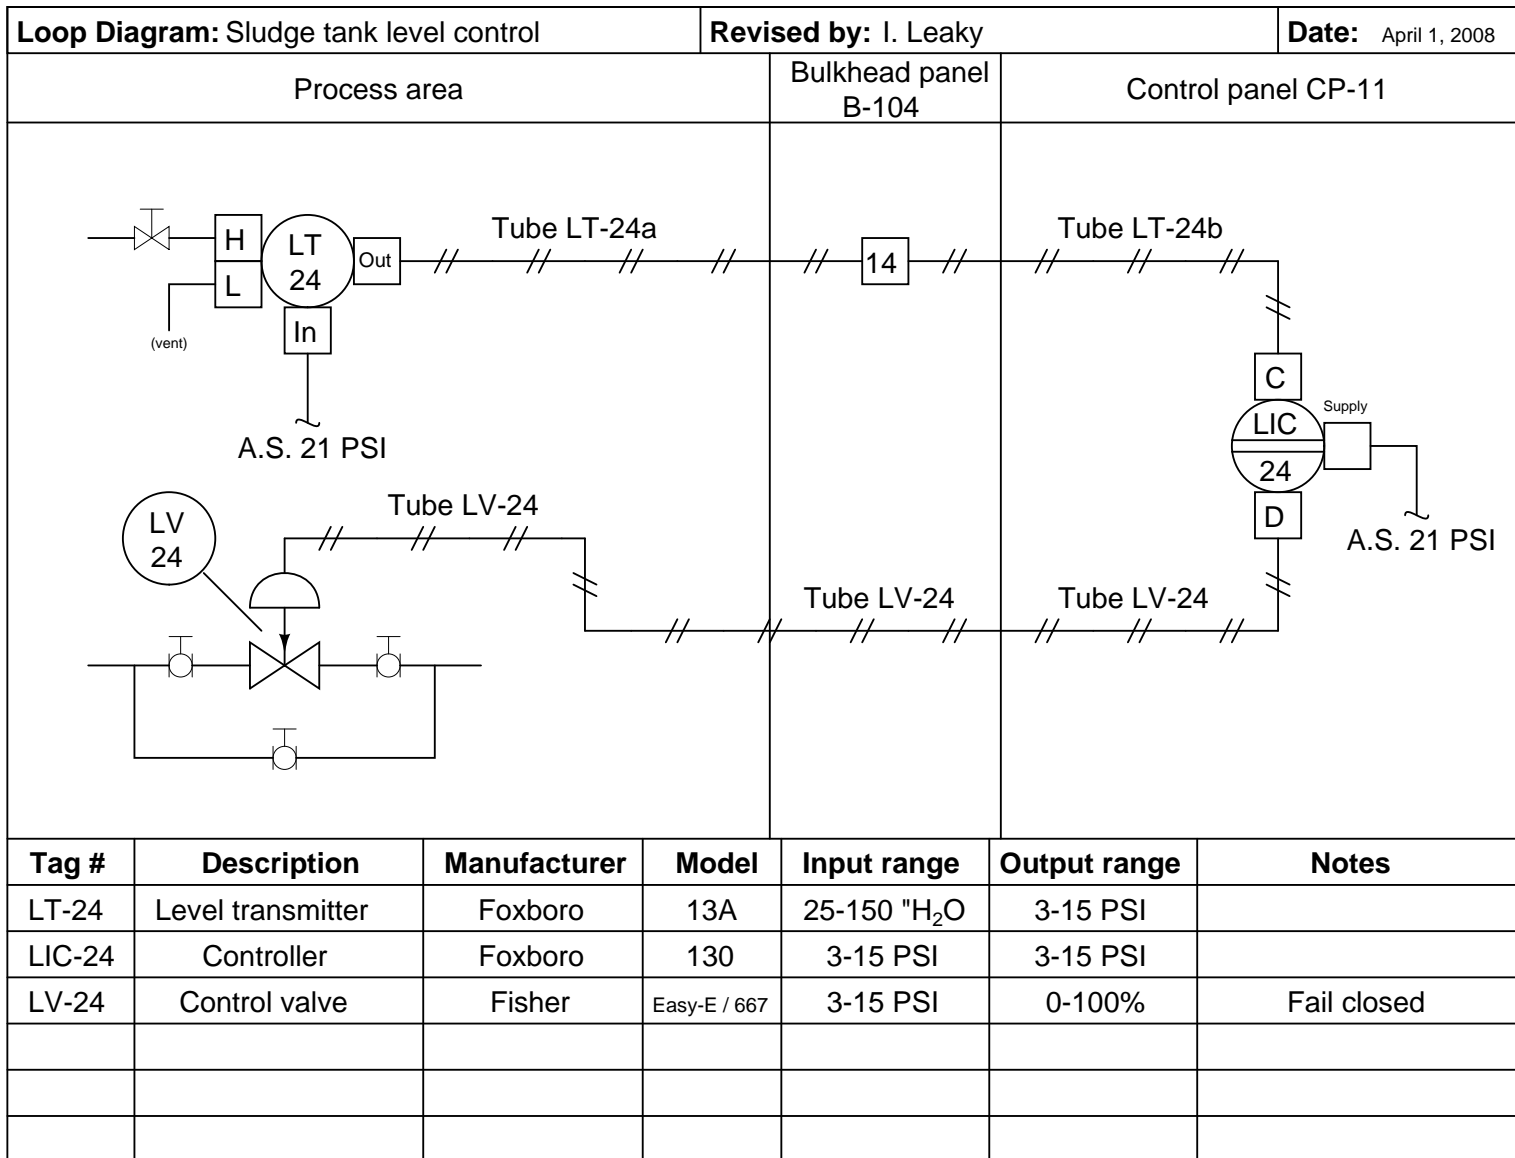 Loop Diagram: Sludge tank level control Revised by: I. Leaky Date: April 1, 2008
Process area
Bulkhead panel
B-104
Control panel CP-11
H
L
(vent)
LT
24
Out
In
A.S. 21 PSI
Tube LT-24a
14
Tube LT-24b
C
LIC
24
Supply
D
A.S. 21 PSI
LV
24
Tube LV-24
Tube LV-24
Tube LV-24
Tag # Description Manufacturer Model Input range Output range Notes
LT-24 Level transmitter Foxboro 13A 25-150 "H₂O 3-15 PSI
LIC-24 Controller Foxboro 130 3-15 PSI 3-15 PSI
LV-24 Control valve Fisher Easy-E / 667 3-15 PSI 0-100% Fail closed